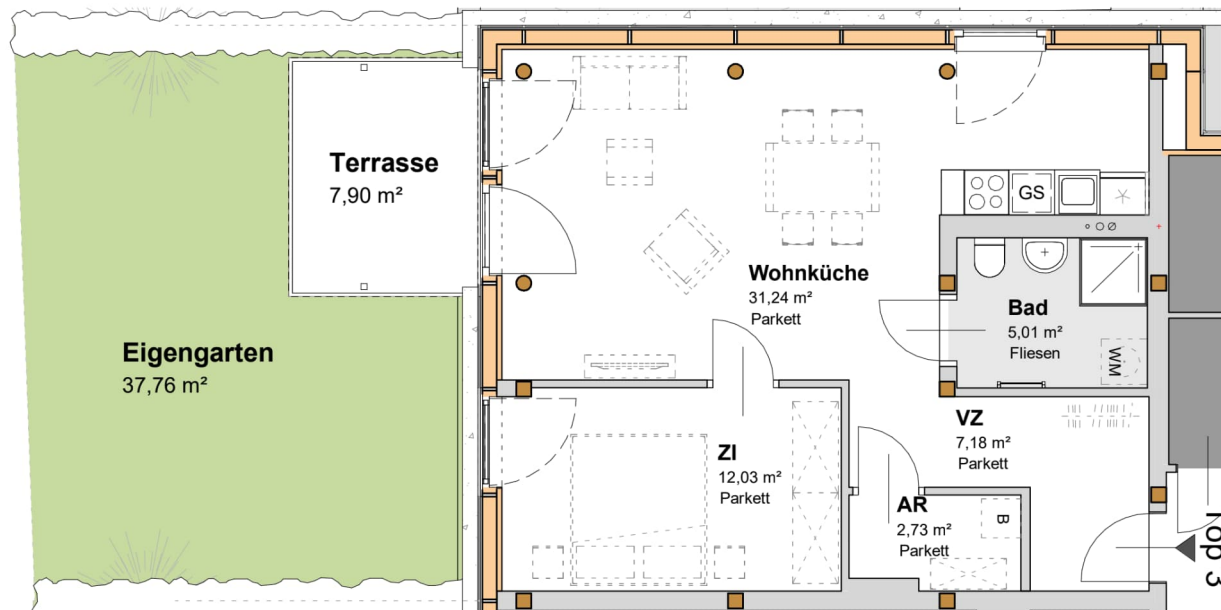 Terrasse
7,90 m²
Eigengarten
37,76 m²
Wohnküche
31,24 m²
Parkett
GS
Bad
5,01 m²
Fliesen
WM
VZ
7,18 m²
Parkett
ZI
12,03 m²
Parkett
AR
2,73 m²
Parkett
B
Top 3